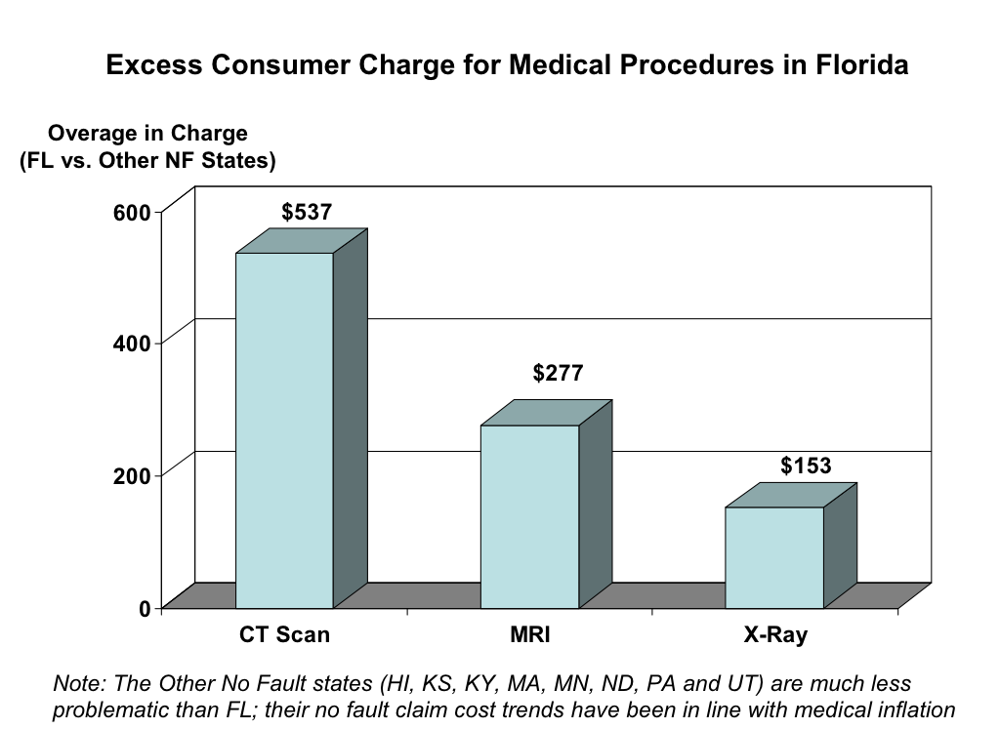 Excess Consumer Charge for Medical Procedures in Florida
Overage in Charge
(FL vs. Other NF States)
600
400
200
0
$537
$277
$153
CT Scan
MRI
X-Ray
Note: The Other No Fault states (HI, KS, KY, MA, MN, ND, PA and UT) are much less
problematic than FL; their no fault claim cost trends have been in line with medical inflation